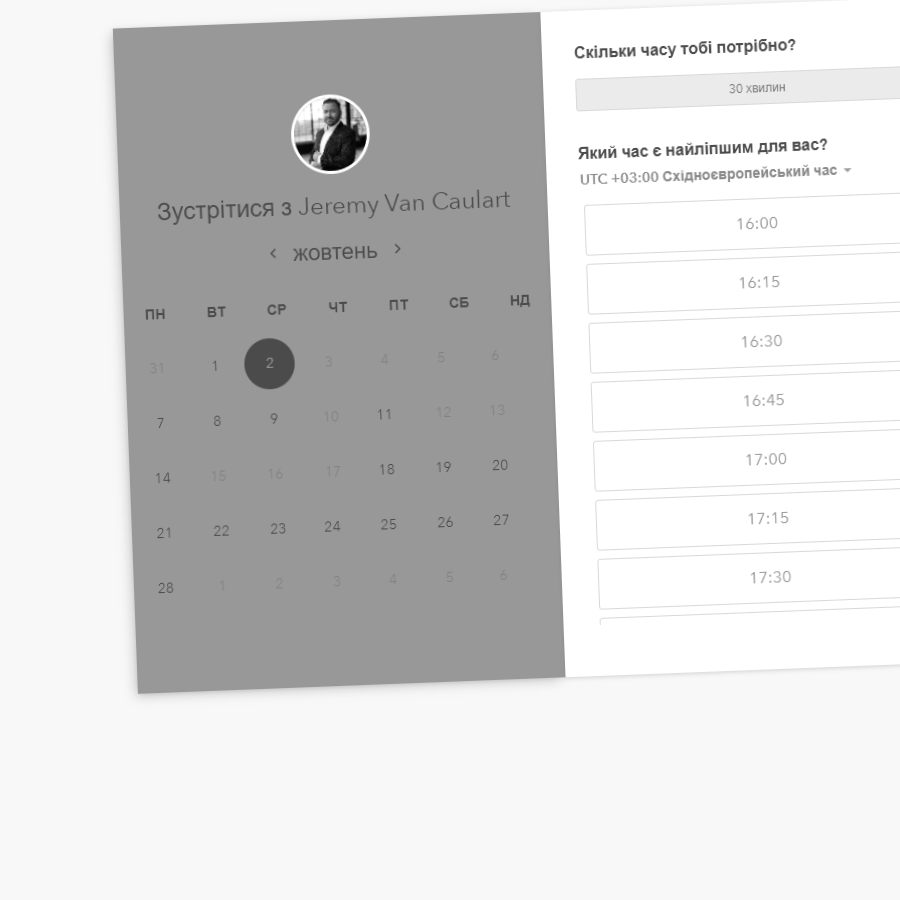 Зустрітися з Jeremy Van Caulart
жовтень
ПН ВТ СР ЧТ ПТ СБ НД
31 1 2 3 4 5 6
7 8 9 10 11 12 13
14 15 16 17 18 19 20
21 22 23 24 25 26 27
28 1 2 3 4 5 6
Скільки часу тобі потрібно?
30 хвилин
Який час є найліпшим для вас?
UTC +03:00 Східноєвропейський час
16:00
16:15
16:30
16:45
17:00
17:15
17:30